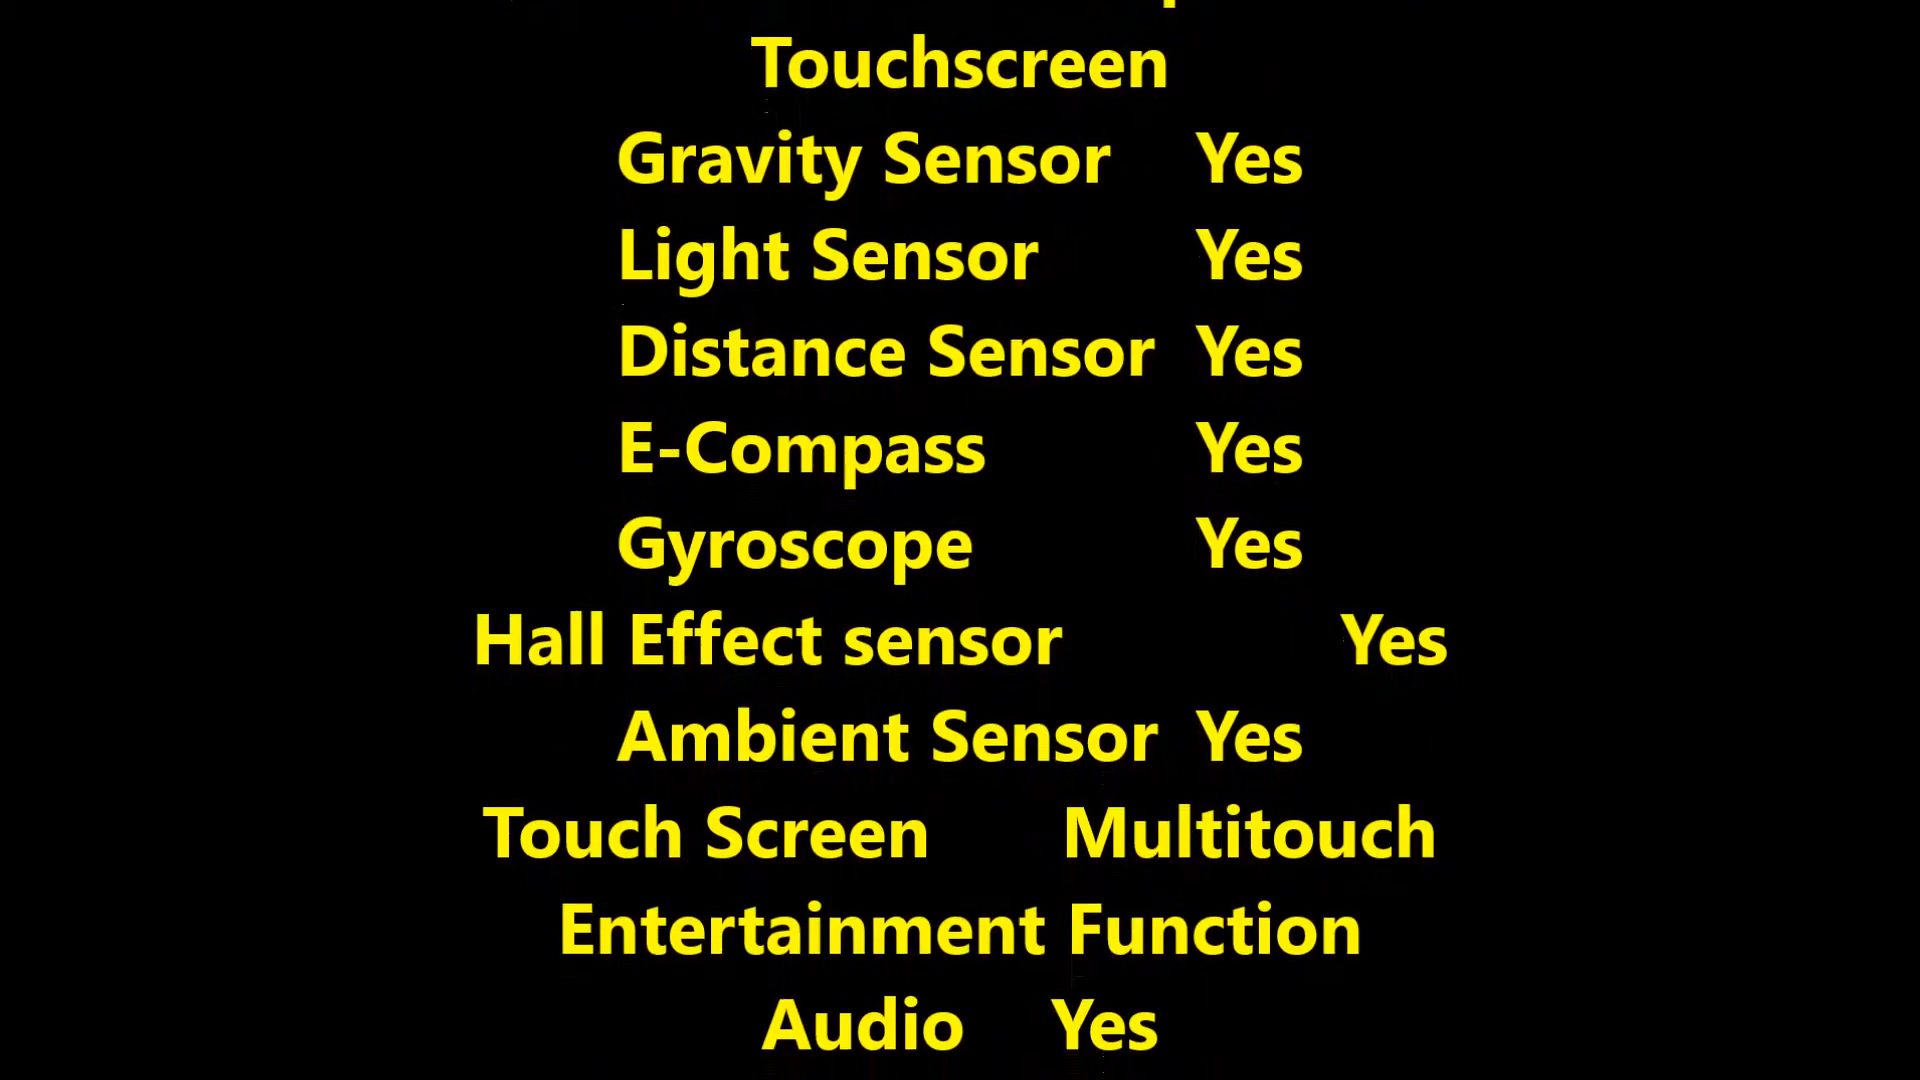 Touchscreen
Gravity Sensor Yes
Light Sensor Yes
Distance Sensor Yes
E-Compass Yes
Gyroscope Yes
Hall Effect sensor Yes
Ambient Sensor Yes
Touch Screen Multitouch
Entertainment Function
Audio Yes